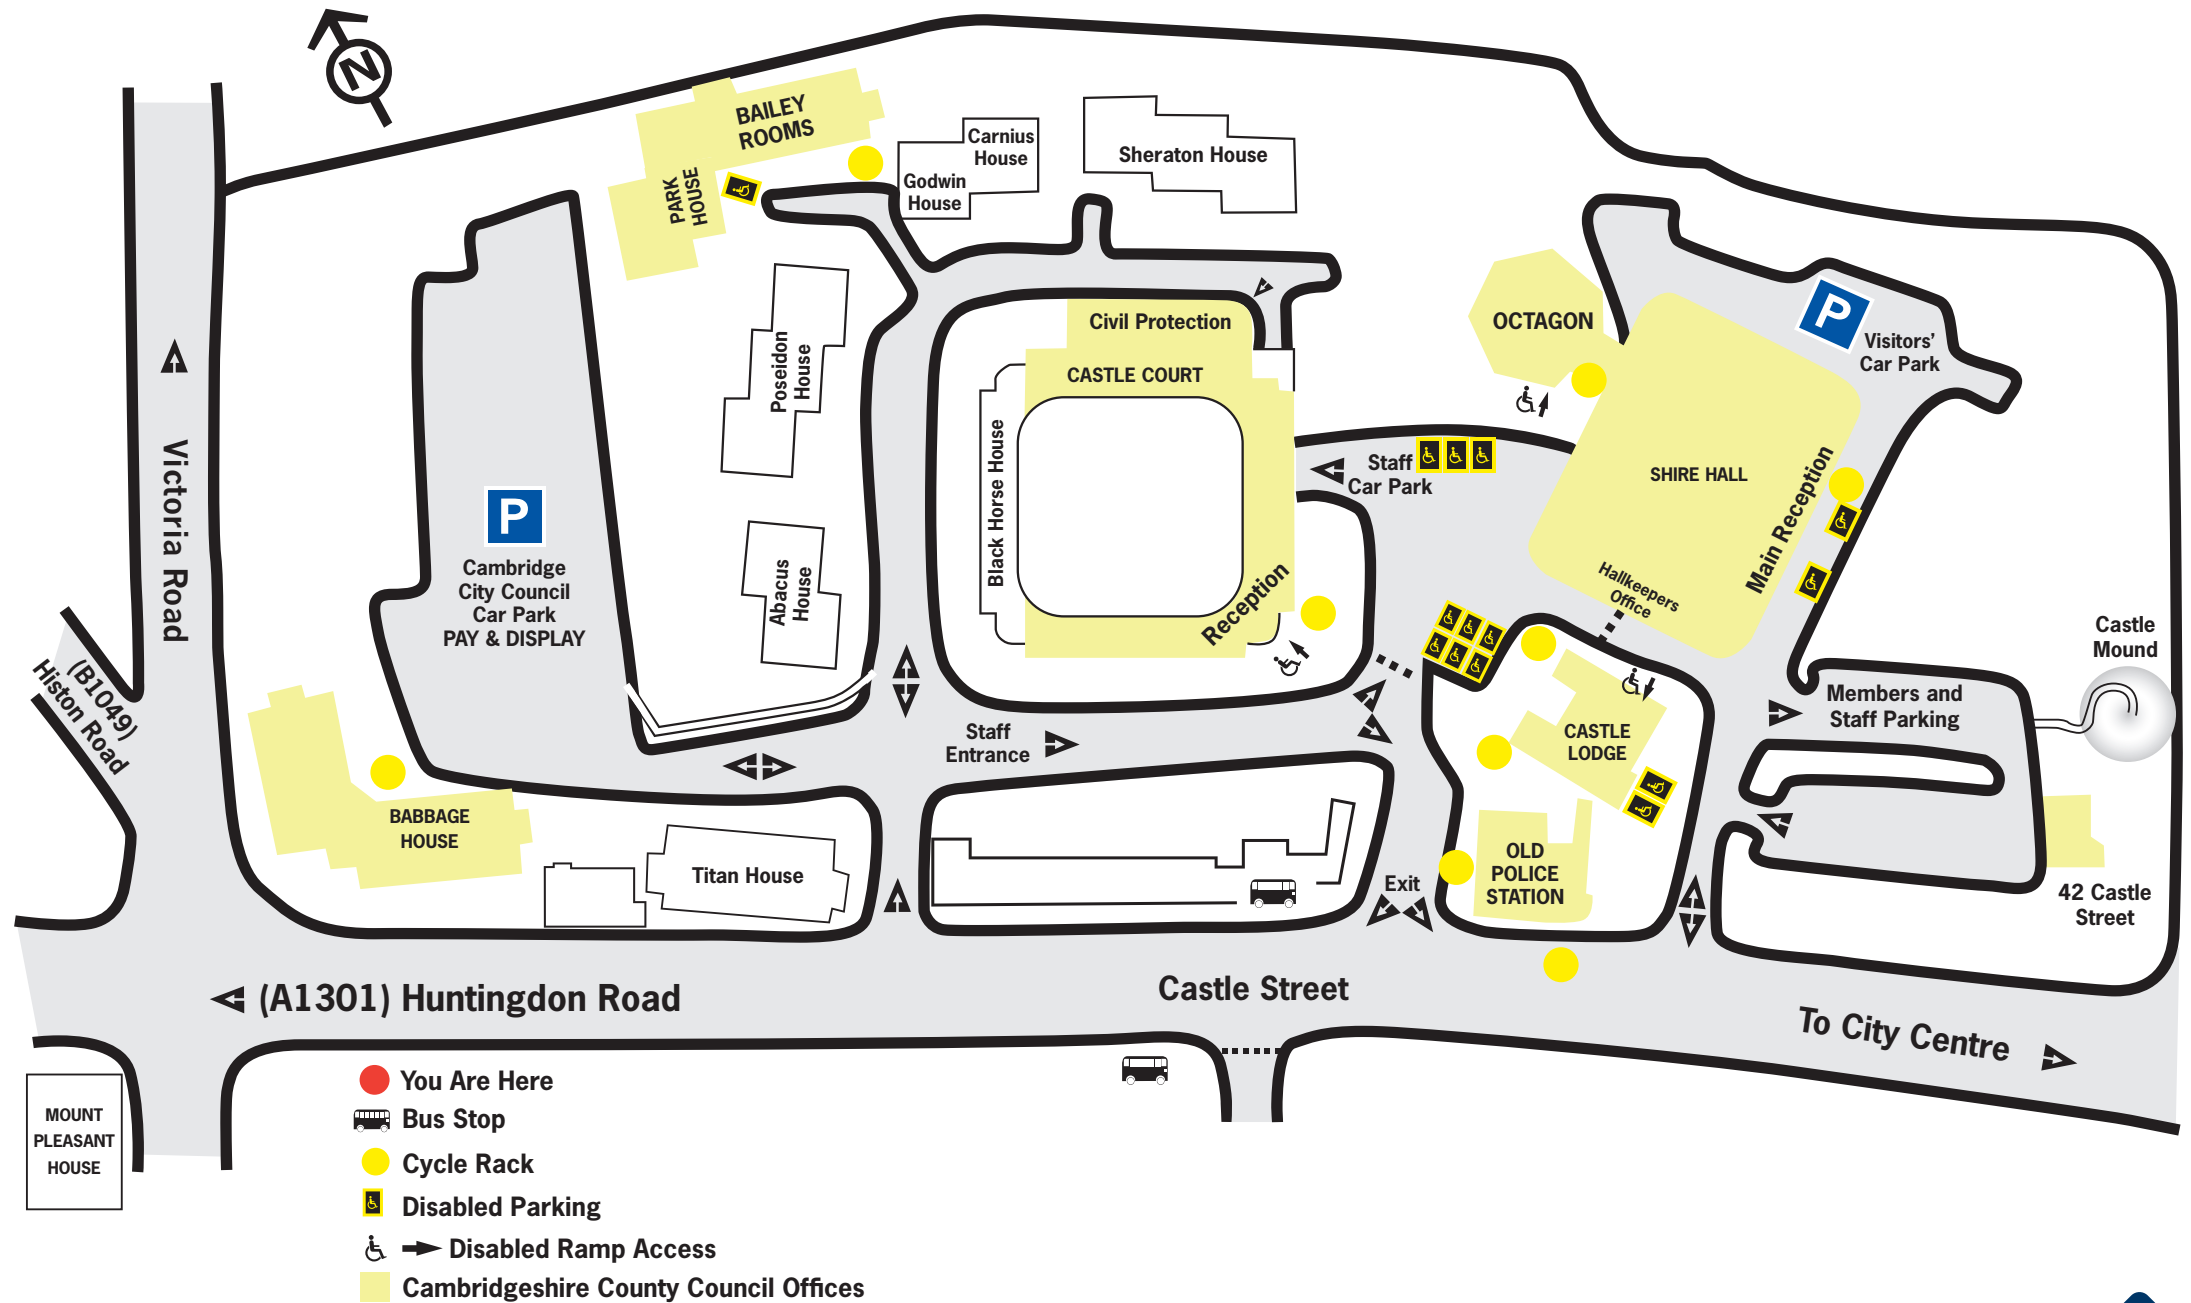 N
BAILEY
ROOMS
PARK
HOUSE
Carnius
House
Godwin
House
Sheraton House
Poseidon
House
Abacus
House
Civil Protection
CASTLE COURT
Black Horse House
Reception
OCTAGON
P
Visitors'
Car Park
SHIRE HALL
Main Reception
Hallkeepers
Office
Staff
Car Park
Victoria Road
(B1049)
Histon Road
P
Cambridge
City Council
Car Park
PAY & DISPLAY
Castle
Mound
Members and
Staff Parking
CASTLE
LODGE
Staff
Entrance
BABBAGE
HOUSE
Titan House
OLD
POLICE
STATION
Exit
42 Castle
Street
(A1301) Huntingdon Road
Castle Street
To City Centre
MOUNT
PLEASANT
HOUSE
You Are Here
Bus Stop
Cycle Rack
Disabled Parking
Disabled Ramp Access
Cambridgeshire County Council Offices